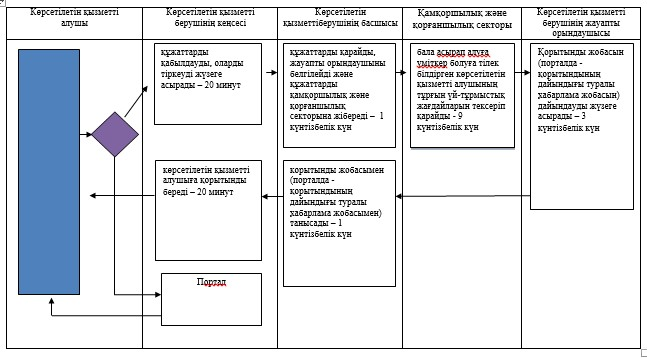 Көрсетілетін қызметті
алушы
Көрсетілетін қызметті
берушінің кеңсесі
Көрсетілетін
қызметтіберушінің басшысы
Қамқоршылық және
қорғаншылық секторы
Көрсетілетін қызметті
берушінің жауапты
орындаушысы
құжаттарды
қабылдауды, оларды
тіркеуді жүзеге
асырады – 20 минут
құжаттарды қарайды,
жауапты орындаушыны
белгілейді және
құжаттарды
қамқоршылық және
қорғаншылық
секторына жібереді – 1
күнтізбелік күн
бала асырап алуға
үміткер болуға тілек
білдірген көрсетілетін
қызметті алушының
тұрғын үй-тұрмыстық
жағдайларын тексеріп
қарайды - 9
күнтізбелік күн
Қорытынды жобасын
(порталда -
қорытындының
дайындығы туралы
хабарлама жобасын)
дайындауды жүзеге
асырады – 3
күнтізбелік күн
көрсетілетін қызметті
алушыға қорытынды
береді – 20 минут
қорытынды жобасымен
(порталда -
қорытындының
дайындығы туралы
хабарлама жобасымен)
танысады – 1
күнтізбелік күн
Портал